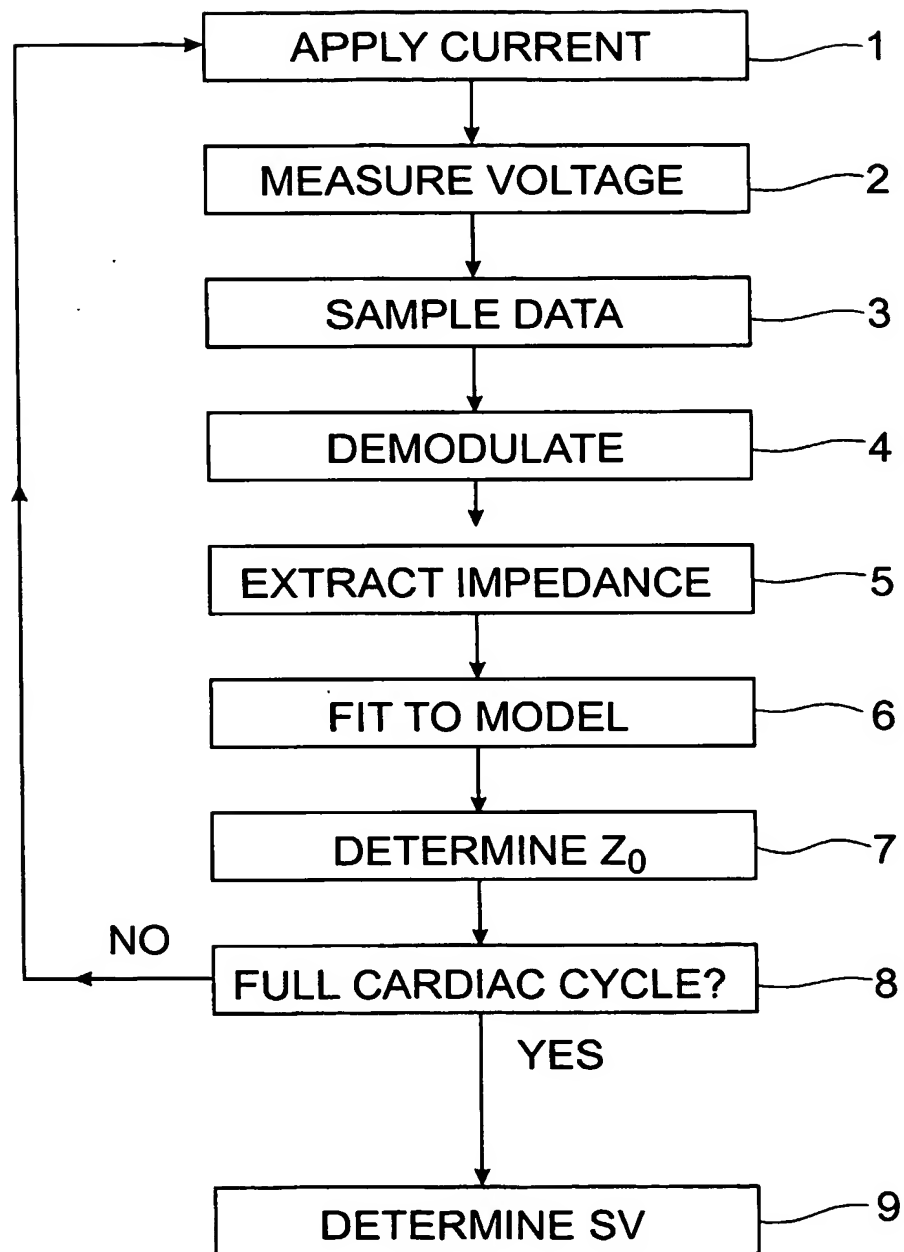 APPLY CURRENT 1
MEASURE VOLTAGE 2
SAMPLE DATA 3
DEMODULATE 4
EXTRACT IMPEDANCE 5
FIT TO MODEL 6
DETERMINE Z₀ 7
NO
FULL CARDIAC CYCLE? 8
YES
DETERMINE SV 9